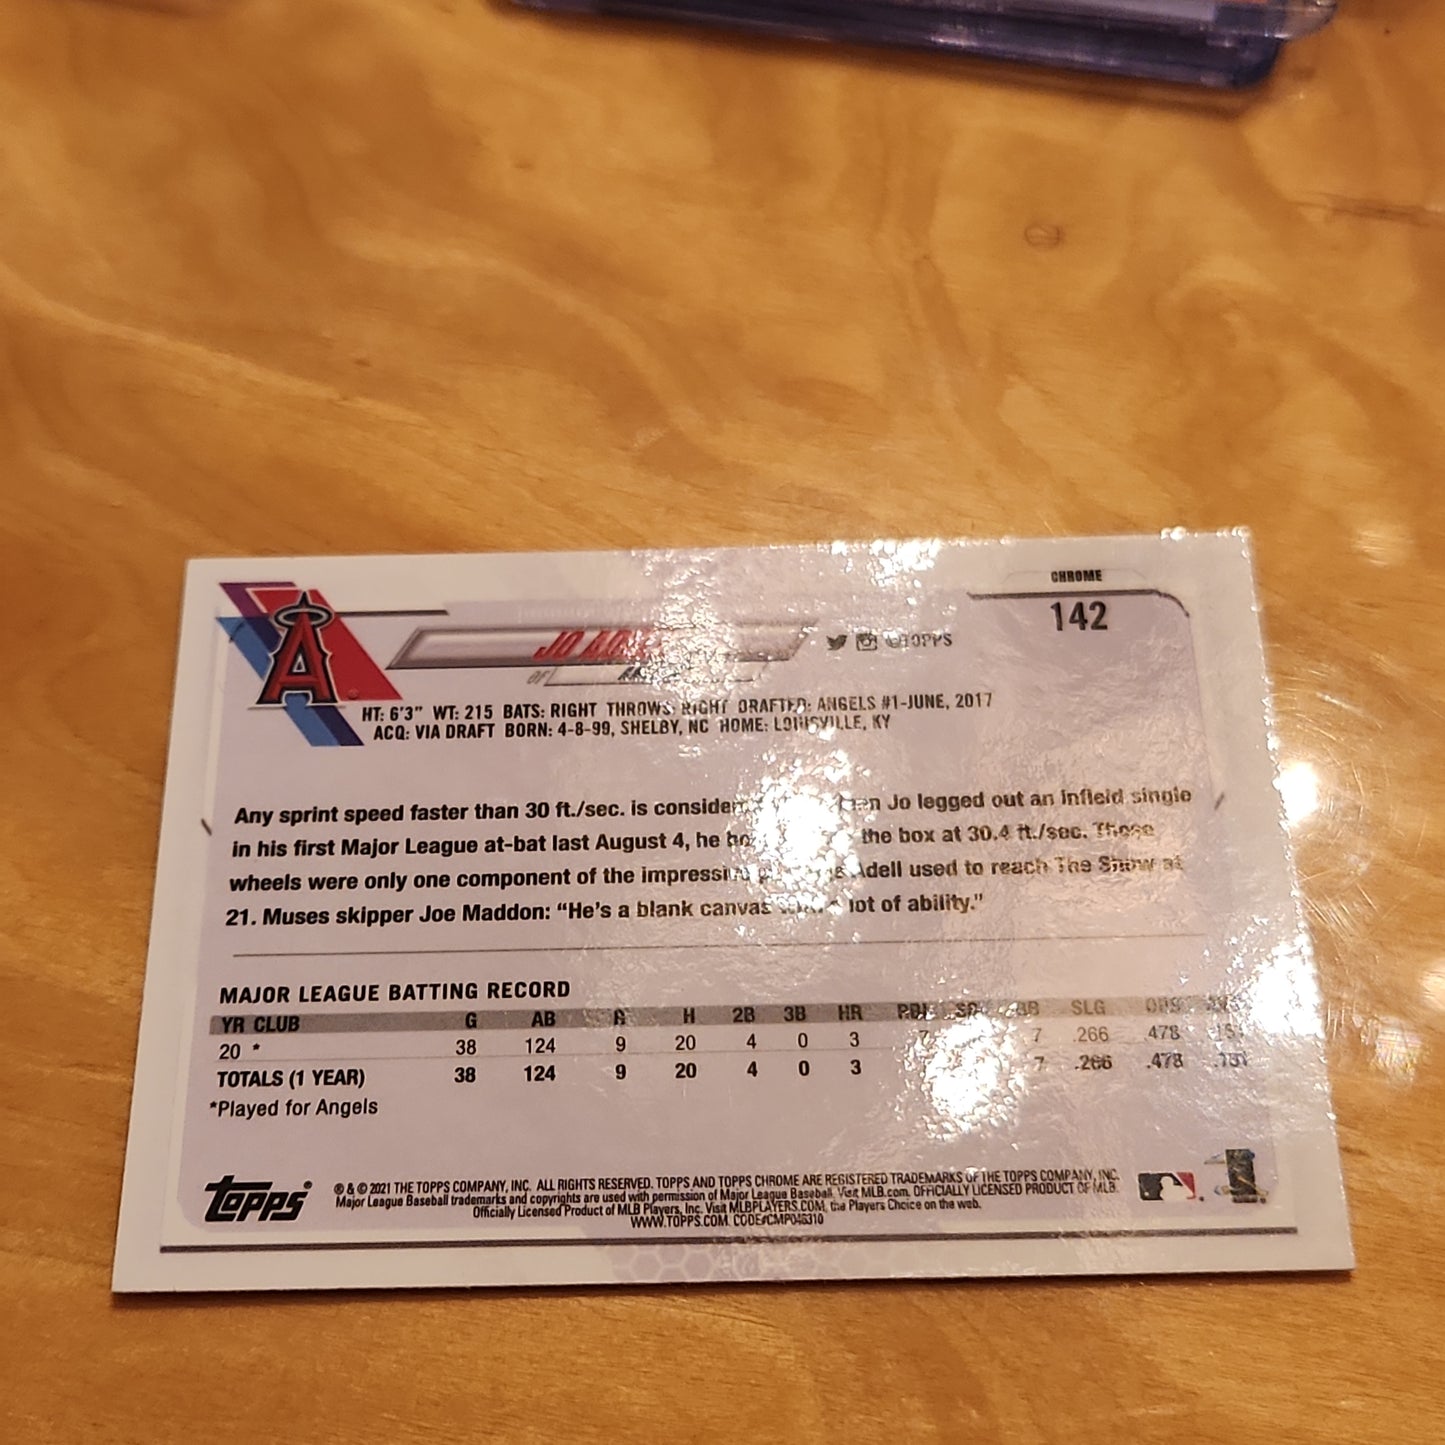 CHROME
142
A
JO
@TOPPS
OF
HT: 6'3" WT: 215 BATS: RIGHT THROWS: RIGHT DRAFTED: ANGELS #1-JUNE, 2017
ACQ: VIA DRAFT BORN: 4-8-99, SHELBY, NC HOME: LOUISVILLE, KY
Any sprint speed faster than 30 ft./sec. is Jo legged out an infield single
in his first Major League at-bat last August 4, he the box at 30.4 ft./sec. Those
wheels were only one component of the impressive Adell used to reach The Show at
21. Muses skipper Joe Maddon: “He's a blank canvas lot of ability.”
MAJOR LEAGUE BATTING RECORD
YR CLUB G AB R H 2B 3B HR RBI SB BB SLG OPS
20 * 38 124 9 20 4 0 3 7 7 .266 .478
TOTALS (1 YEAR) 38 124 9 20 4 0 3 7 .266 .478
*Played for Angels
topps®
® & © 2021 THE TOPPS COMPANY, INC. ALL RIGHTS RESERVED. TOPPS AND TOPPS CHROME ARE REGISTERED TRADEMARKS OF THE TOPPS COMPANY, INC.
Major League Baseball trademarks and copyrights are used with permission of Major League Baseball. Visit MLB.com. OFFICIALLY LICENSED PRODUCT OF MLB
Officially Licensed Product of MLB Players, Inc. Visit MLBPLAYERS.COM, the Players Choice on the web.
WWW.TOPPS.COM CODE#CMP046310